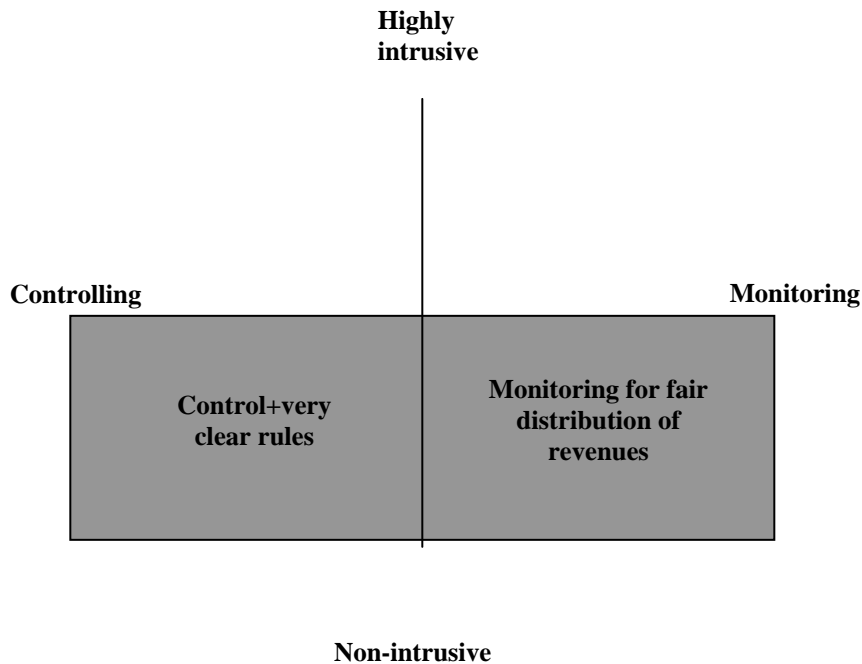 Highly
intrusive
Controlling
Monitoring
Control+very
clear rules
Monitoring for fair
distribution of
revenues
Non-intrusive